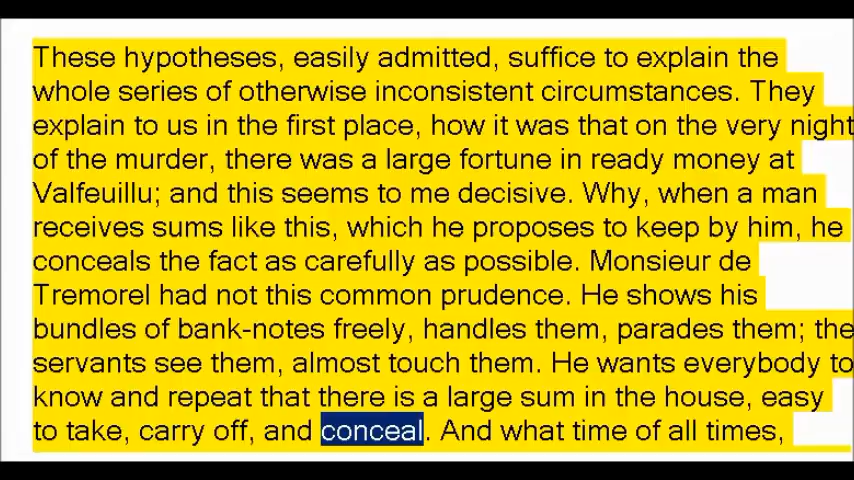 These hypotheses, easily admitted, suffice to explain the
whole series of otherwise inconsistent circumstances. They
explain to us in the first place, how it was that on the very night
of the murder, there was a large fortune in ready money at
Valfeuillu; and this seems to me decisive. Why, when a man
receives sums like this, which he proposes to keep by him, he
conceals the fact as carefully as possible. Monsieur de
Tremorel had not this common prudence. He shows his
bundles of bank-notes freely, handles them, parades them; the
servants see them, almost touch them. He wants everybody to
know and repeat that there is a large sum in the house, easy
to take, carry off, and conceal. And what time of all times,